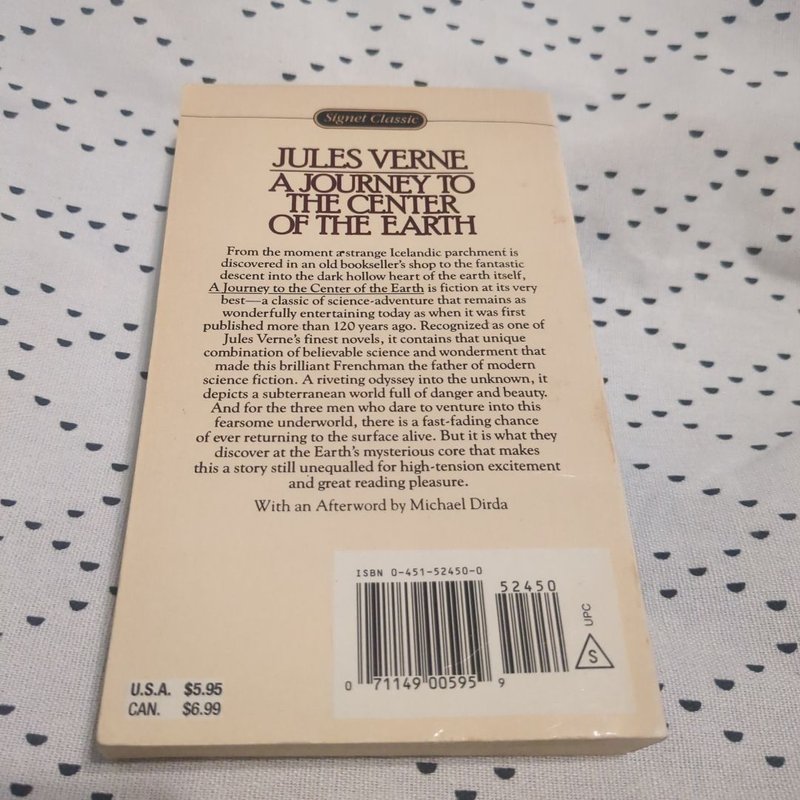 Signet Classic
JULES VERNE
A JOURNEY TO
THE CENTER
OF THE EARTH
From the moment a strange Icelandic parchment is
discovered in an old bookseller's shop to the fantastic
descent into the dark hollow heart of the earth itself,
A Journey to the Center of the Earth is fiction at its very
best—a classic of science-adventure that remains as
wonderfully entertaining today as when it was first
published more than 120 years ago. Recognized as one of
Jules Verne's finest novels, it contains that unique
combination of believable science and wonderment that
made this brilliant Frenchman the father of modern
science fiction. A riveting odyssey into the unknown, it
depicts a subterranean world full of danger and beauty.
And for the three men who dare to venture into this
fearsome underworld, there is a fast-fading chance
of ever returning to the surface alive. But it is what they
discover at the Earth's mysterious core that makes
this a story still unequalled for high-tension excitement
and great reading pleasure.
With an Afterword by Michael Dirda
ISBN 0-451-52450-0
52450
UPC
S
0 71149 00595 9
U.S.A. $5.95
CAN. $6.99